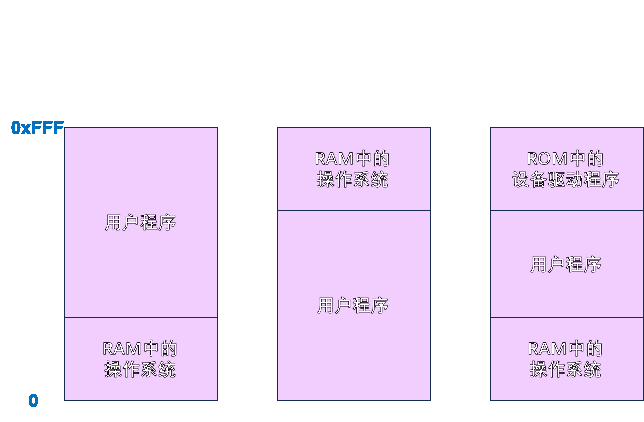 0xFFF
用户程序
RAM中的
操作系统
0
RAM中的
操作系统
用户程序
ROM中的
设备驱动程序
用户程序
RAM中的
操作系统